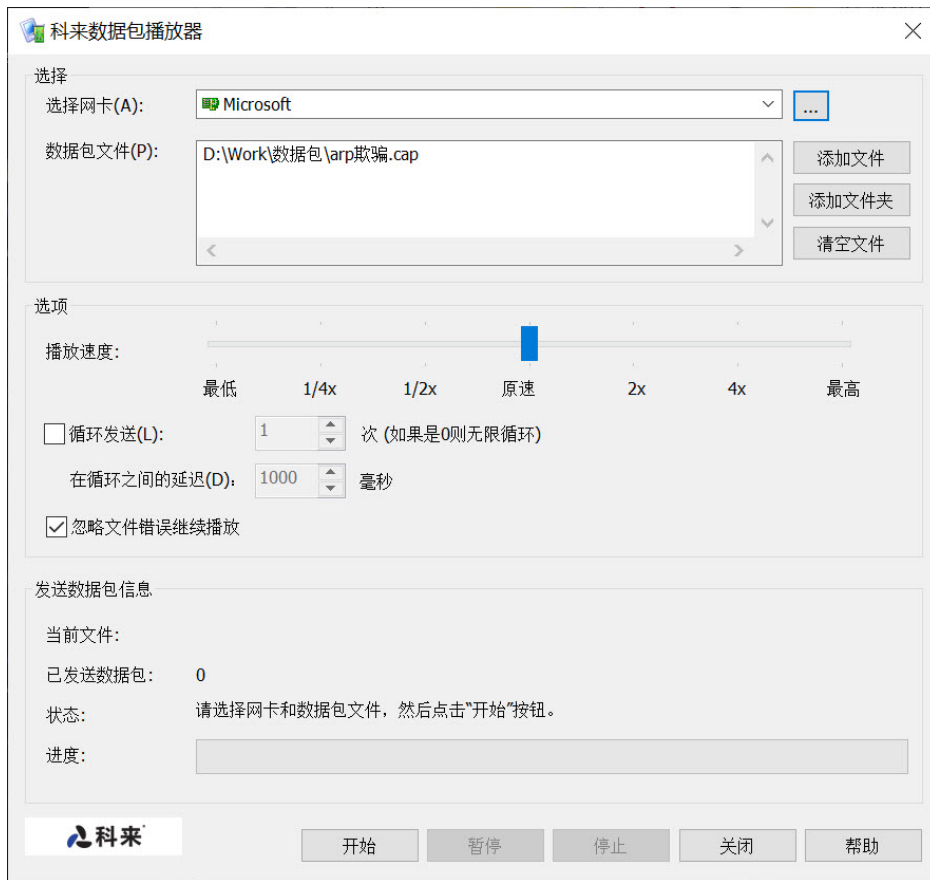 科来数据包播放器
选择
选择网卡(A): Microsoft ...
数据包文件(P): D:\Work\数据包\arp欺骗.cap 添加文件
添加文件夹
清空文件
选项
播放速度:
最低 1/4x 1/2x 原速 2x 4x 最高
循环发送(L): 1 次 (如果是0则无限循环)
在循环之间的延迟(D): 1000 毫秒
忽略文件错误继续播放
发送数据包信息
当前文件:
已发送数据包: 0
状态: 请选择网卡和数据包文件，然后点击“开始”按钮。
进度:
科来 开始 暂停 停止 关闭 帮助